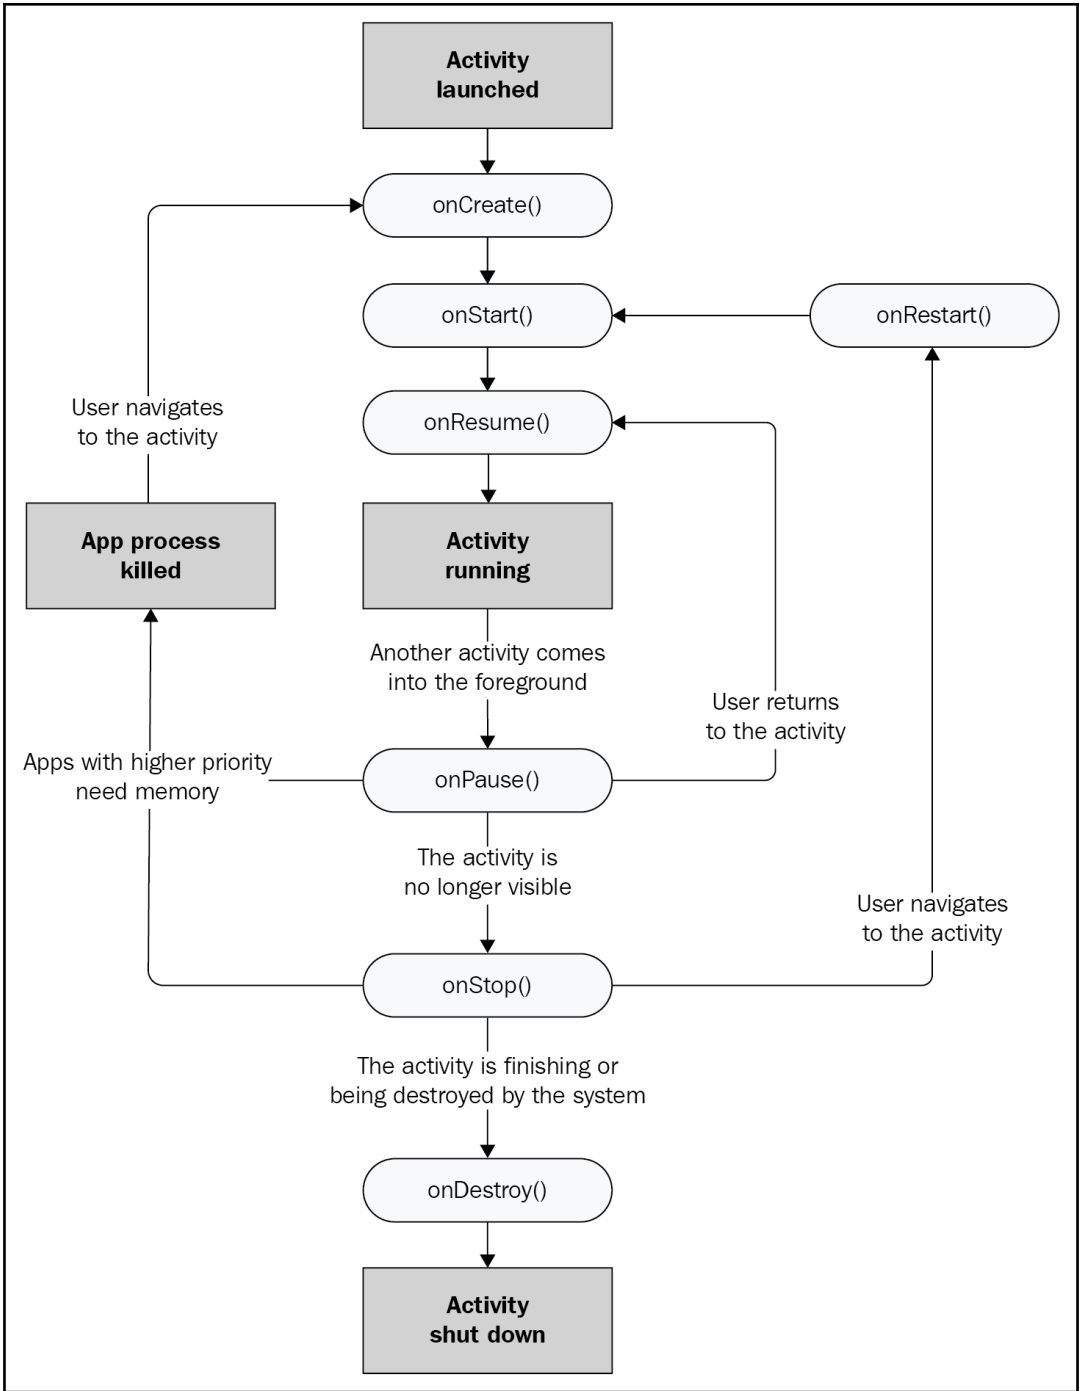 Activity
launched
onCreate()
onStart()
onRestart()
User navigates
to the activity
onResume()
App process
killed
Activity
running
Another activity comes
into the foreground
User returns
to the activity
Apps with higher priority
need memory
onPause()
The activity is
no longer visible
User navigates
to the activity
onStop()
The activity is finishing or
being destroyed by the system
onDestroy()
Activity
shut down